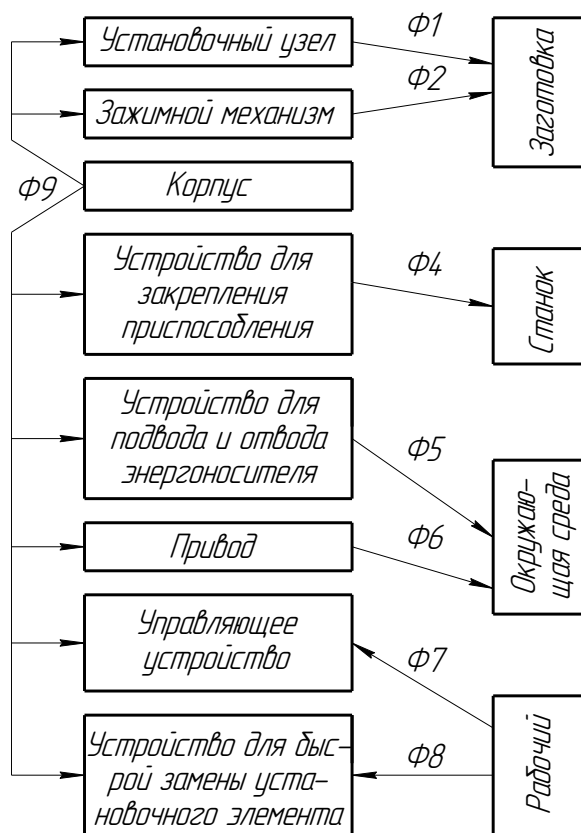 Установочный узел
Ф1
Заготовка
Ф2
Зажимной механизм
Ф9
Корпус
Устройство для
закрепления
приспособления
Ф4
Станок
Устройство для
подвода и отвода
энергоносителя
Ф5
Окружаю-
щая среда
Привод
Ф6
Управляющее
устройство
Ф7
Рабочий
Устройство для быс-
рой замены уста-
новочного элемента
Ф8